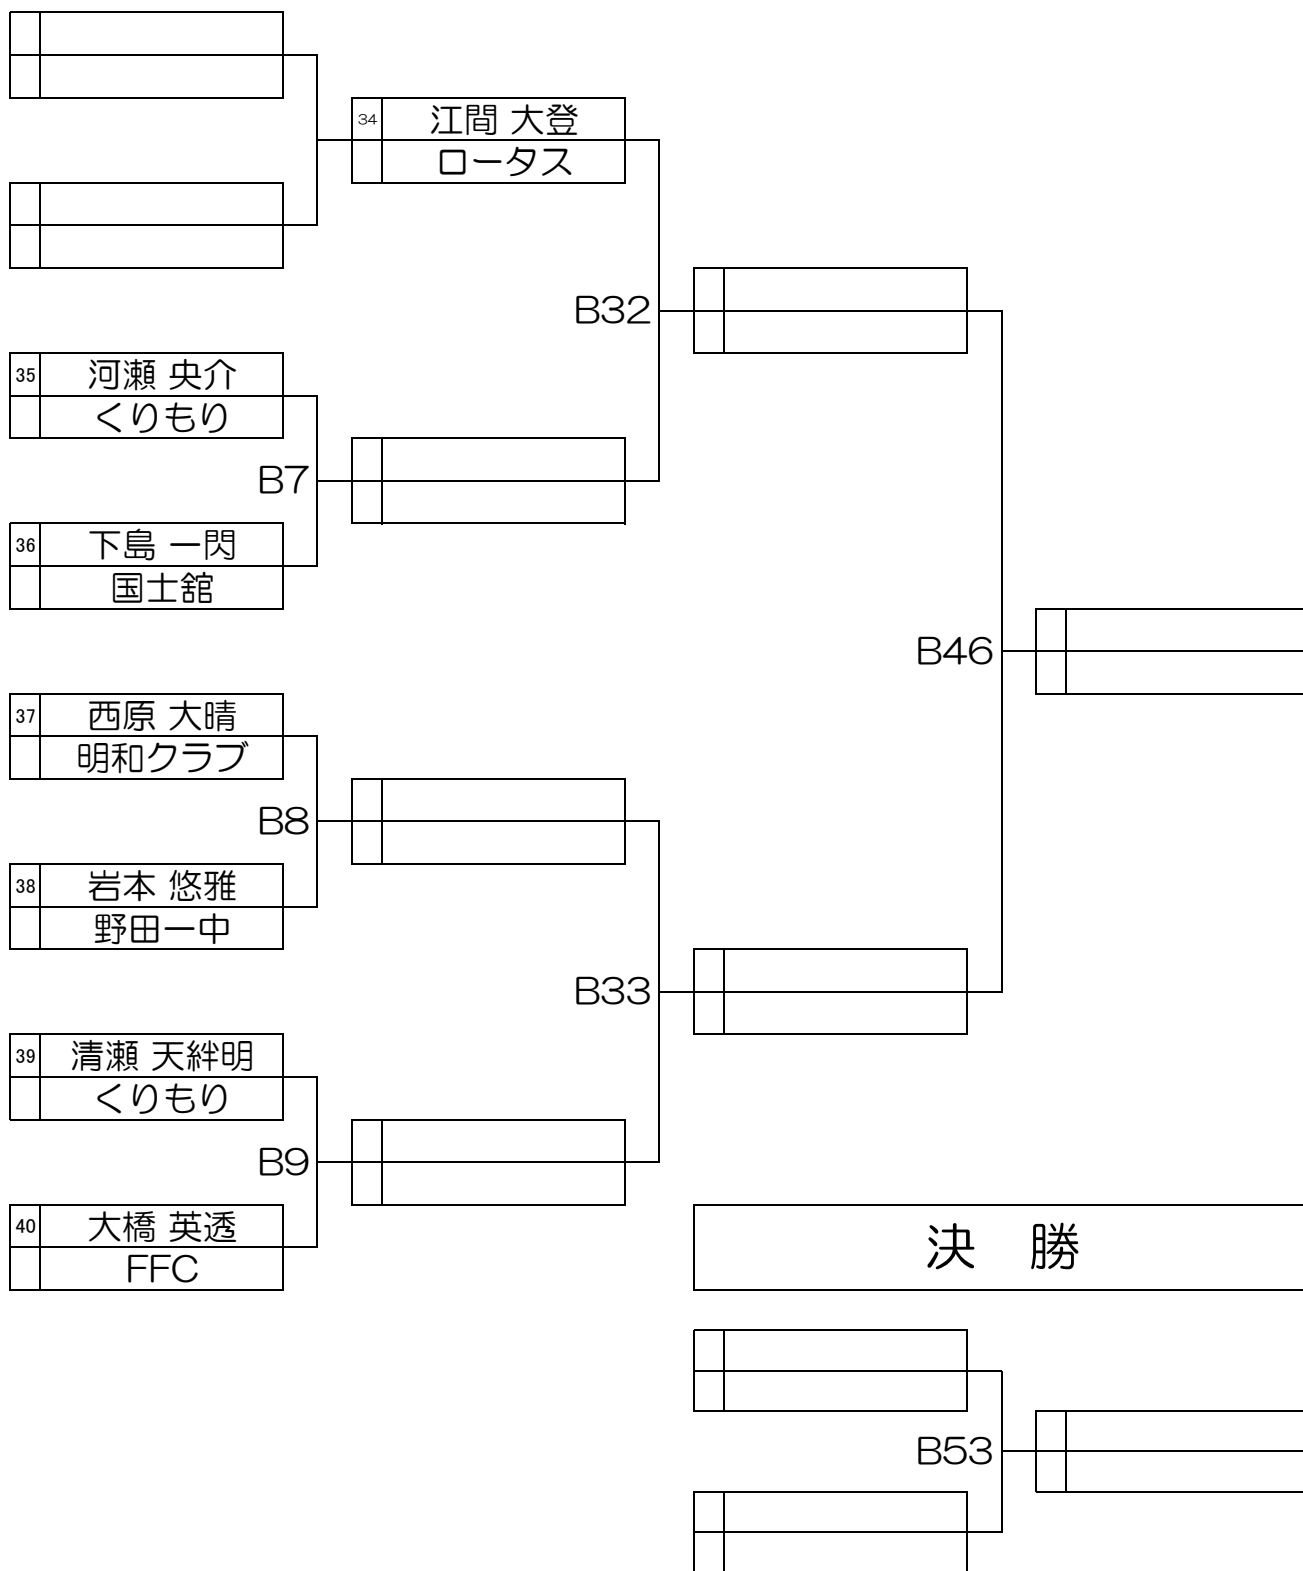 34 江間 大登
ロータス
B32
35 河瀬 央介
くりもり
B7
36 下島 一閃
国士舘
B46
37 西原 大晴
明和クラブ
B8
38 岩本 悠雅
野田一中
B33
39 清瀬 天絆明
くりもり
B9
40 大橋 英透
FFC
決 勝
B53